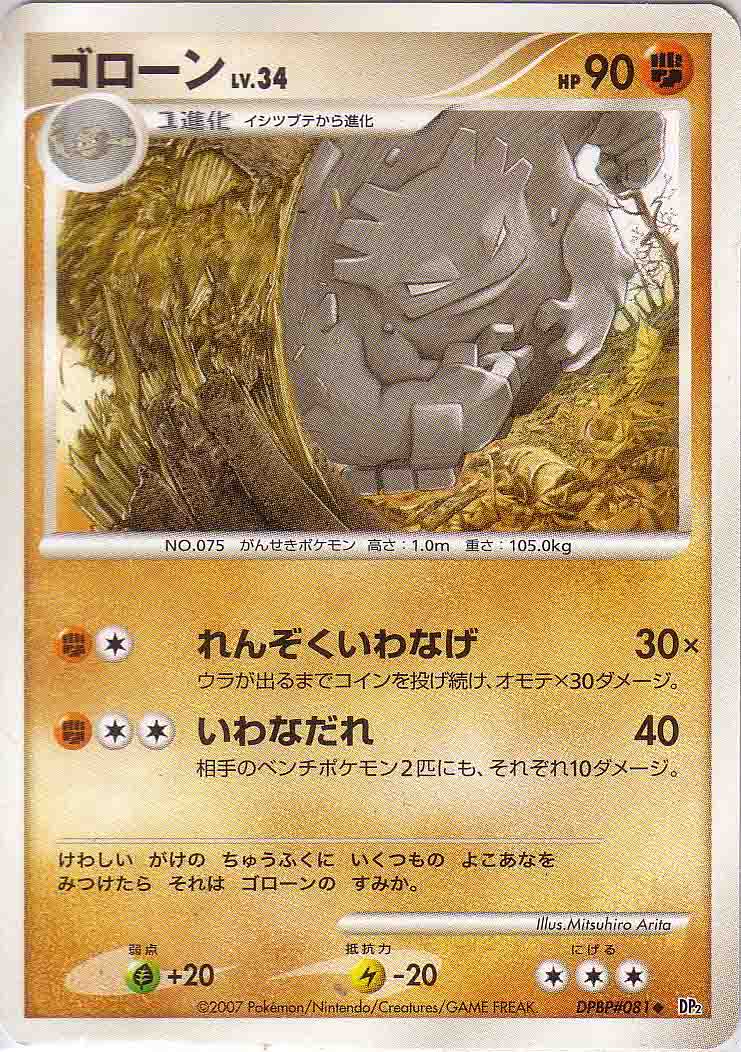 ゴローン LV.34 HP 90
1進化 イシツブテから進化
NO.075 がんせきポケモン 高さ：1.0m 重さ：105.0kg
れんぞくいわなげ 30×
ウラが出るまでコインを投げ続け、オモテ×30ダメージ。
いわなだれ 40
相手のベンチポケモン2匹にも、それぞれ10ダメージ。
けわしい がけの ちゅうふくに いくつもの よこあなを
みつけたら それは ゴローンの すみか。
Illus.Mitsuhiro Arita
弱点 +20 抵抗力 -20 にげる
©2007 Pokémon/Nintendo/Creatures/GAME FREAK. DPBP#081◆ DP2